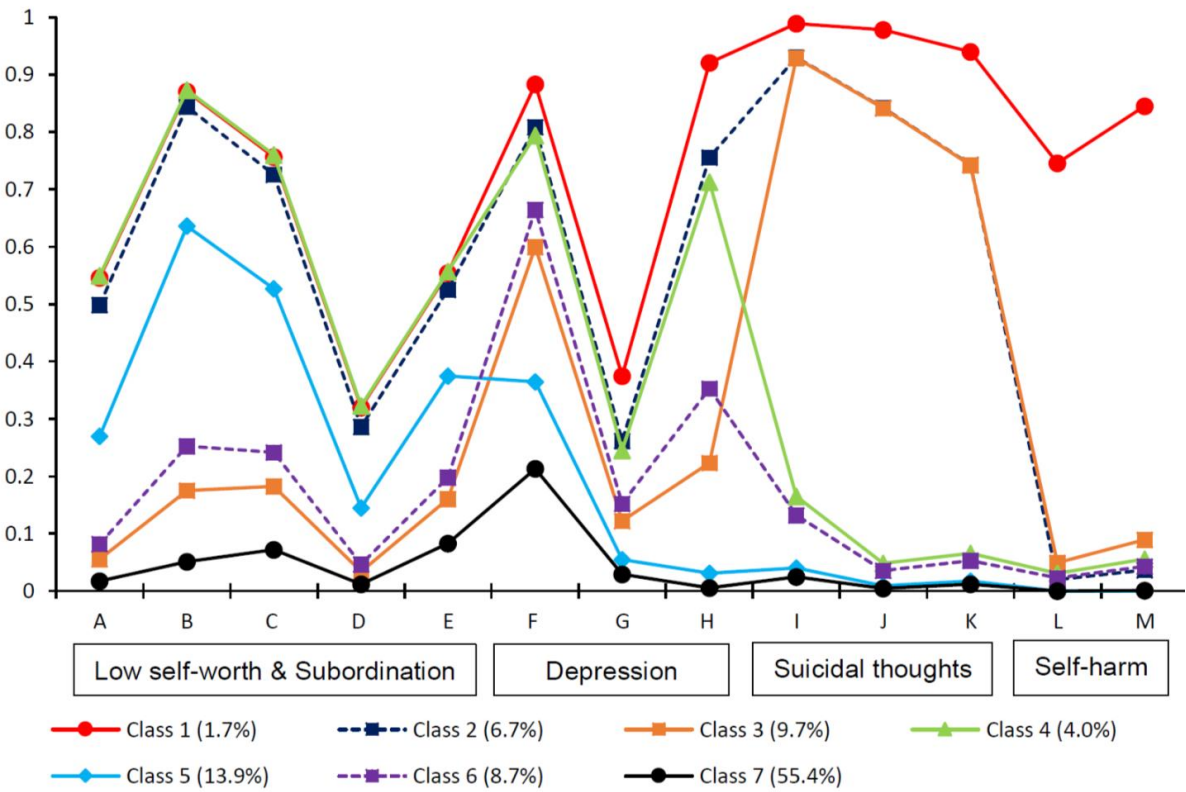 1
0.9
0.8
0.7
0.6
0.5
0.4
0.3
0.2
0.1
0
A B C D E F G H I J K L M
Low self-worth & Subordination Depression Suicidal thoughts Self-harm
Class 1 (1.7%) Class 2 (6.7%) Class 3 (9.7%) Class 4 (4.0%)
Class 5 (13.9%) Class 6 (8.7%) Class 7 (55.4%)